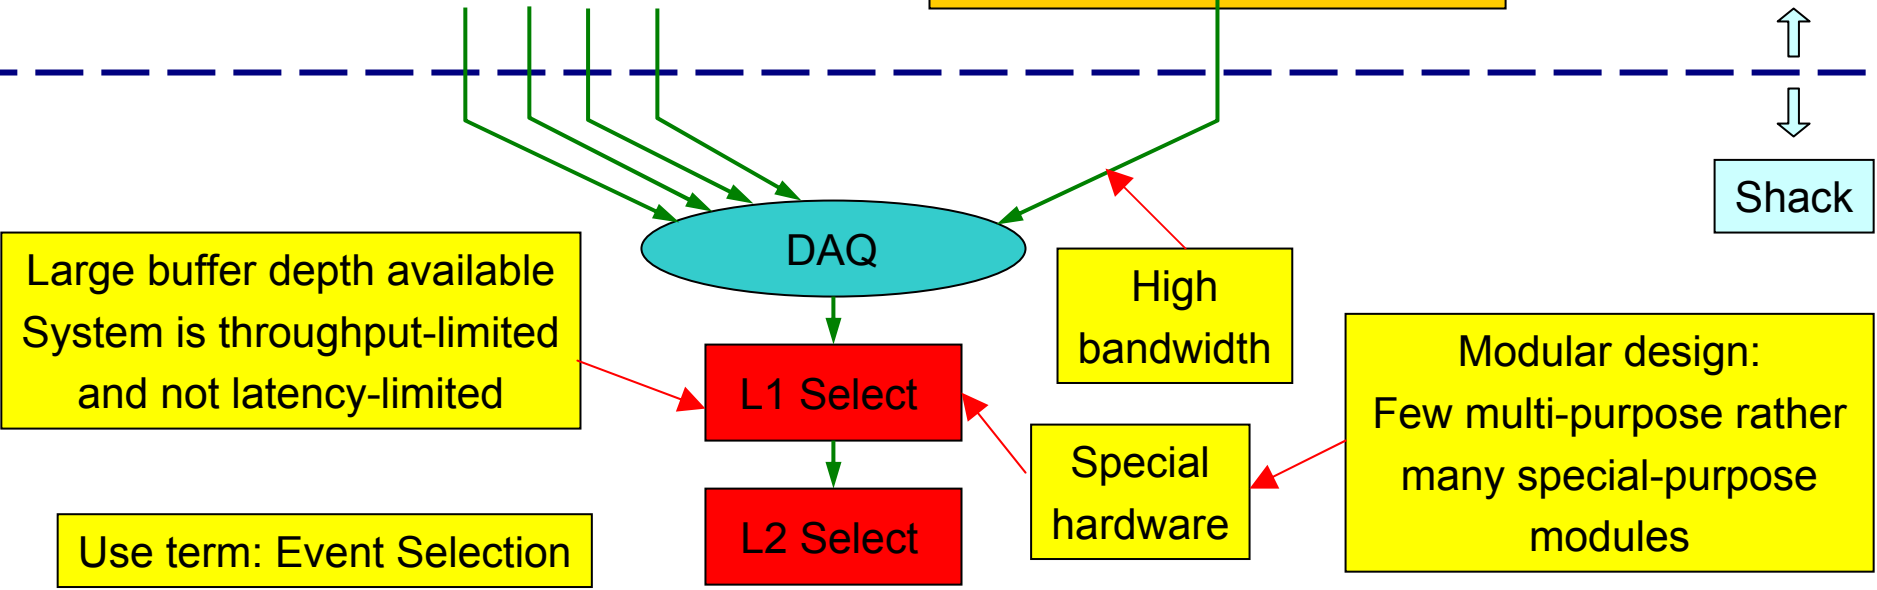 Shack
DAQ
Large buffer depth available
System is throughput-limited
and not latency-limited
High
bandwidth
L1 Select
Modular design:
Few multi-purpose rather
many special-purpose
modules
Special
hardware
L2 Select
Use term: Event Selection